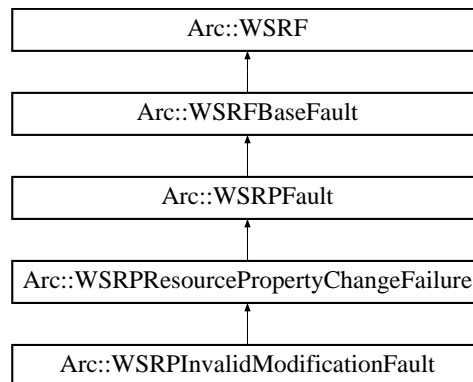 Arc::WSRF
Arc::WSRFBaseFault
Arc::WSRPFault
Arc::WSRPResourcePropertyChangeFailure
Arc::WSRPInvalidModificationFault